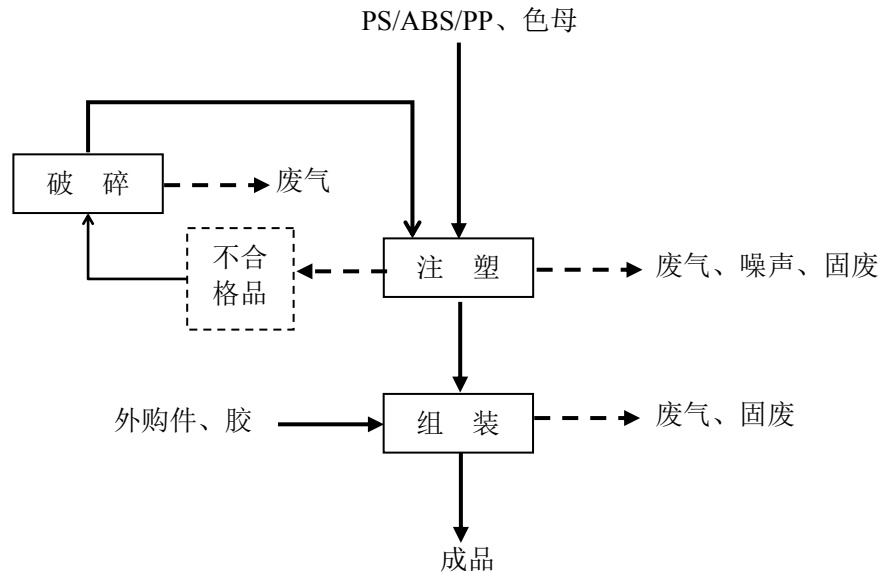 PS/ABS/PP、色母
破 碎
废气
不合
格品
注 塑
废气、噪声、固废
外购件、胶
组 装
废气、固废
成品